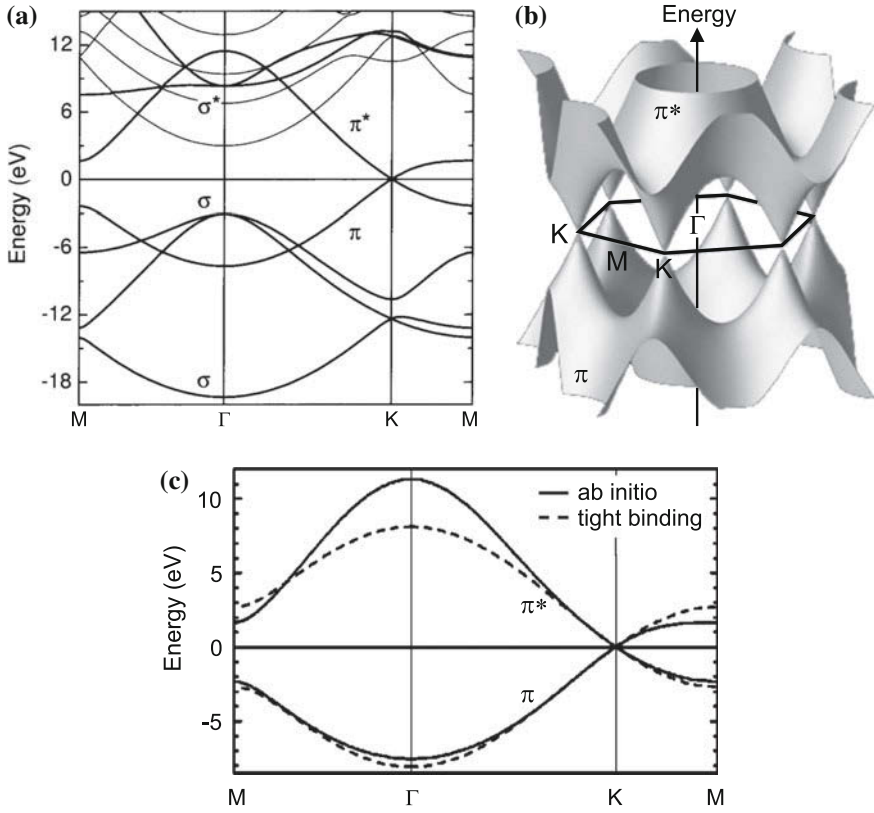 (a)
12
6
0
-6
-12
-18
Energy (eV)
σ*
π*
σ
π
σ
M Γ K M
(b)
Energy
π*
Γ
K
M
K
π
(c)
10
5
0
-5
Energy (eV)
ab initio
tight binding
π*
π
M Γ K M